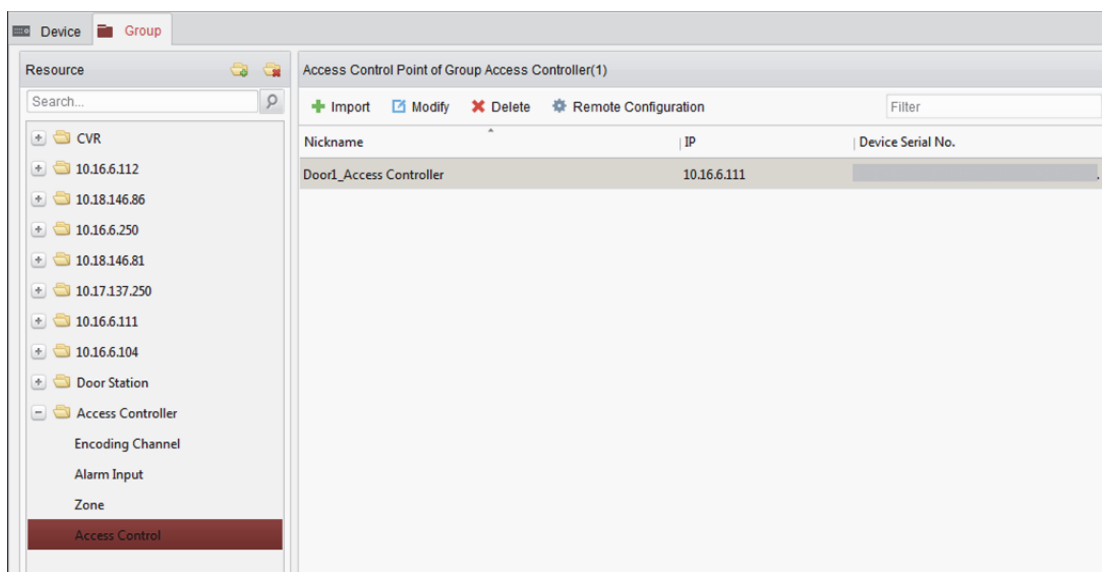 Device Group
Resource
Search...
CVR
10.16.6.112
10.18.146.86
10.16.6.250
10.18.146.81
10.17.137.250
10.16.6.111
10.16.6.104
Door Station
Access Controller
Encoding Channel
Alarm Input
Zone
Access Control
Access Control Point of Group Access Controller(1)
Import Modify Delete Remote Configuration Filter
Nickname IP Device Serial No.
Door1_Access Controller 10.16.6.111 .